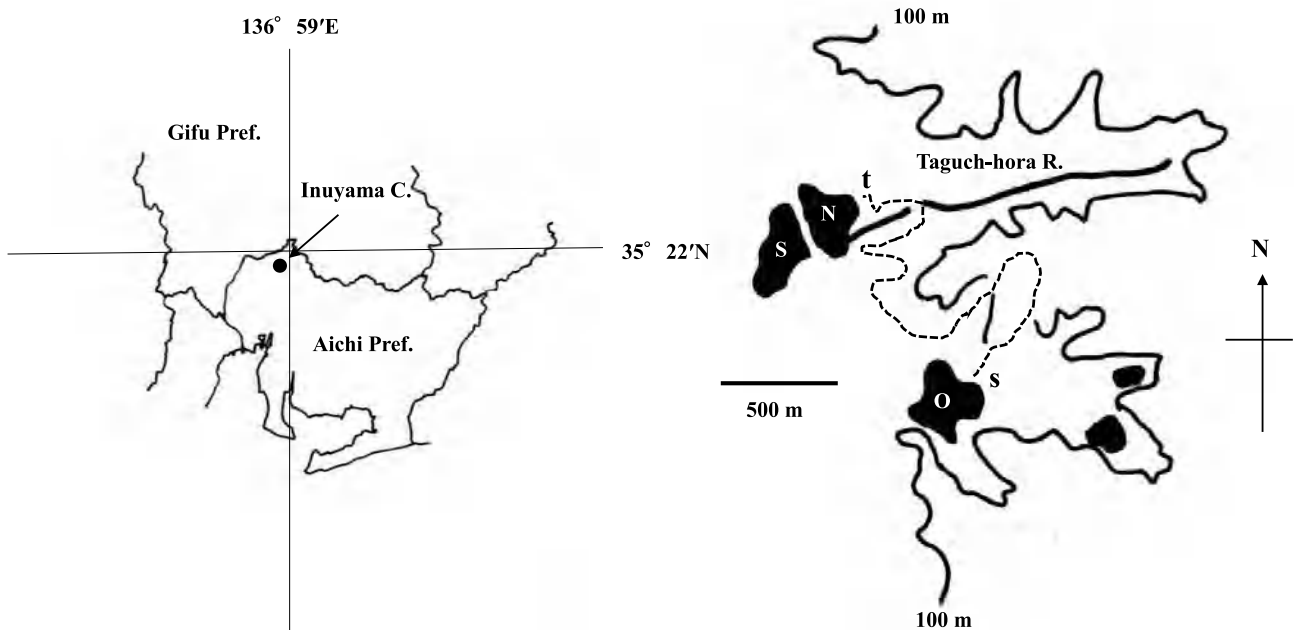 136° 59′E
Gifu Pref.
Inuyama C.
35° 22′N
Aichi Pref.
100 m
Taguch-hora R.
t
N
S
N
500 m
s
O
100 m